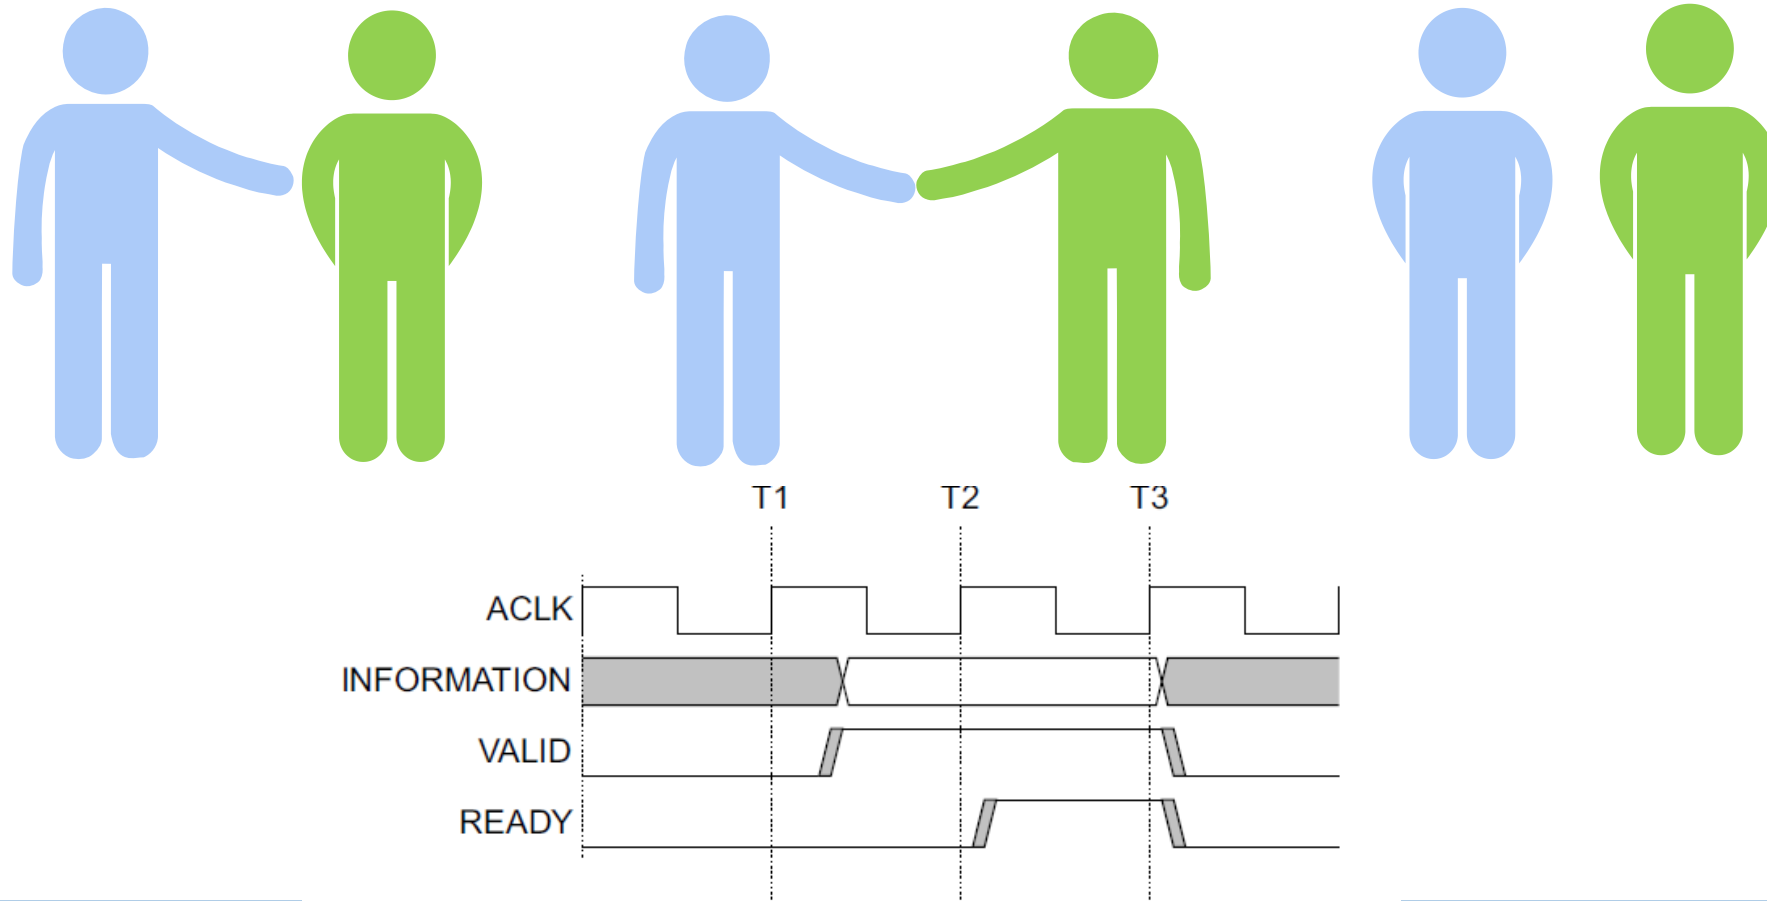 T1 T2 T3
ACLK
INFORMATION
VALID
READY